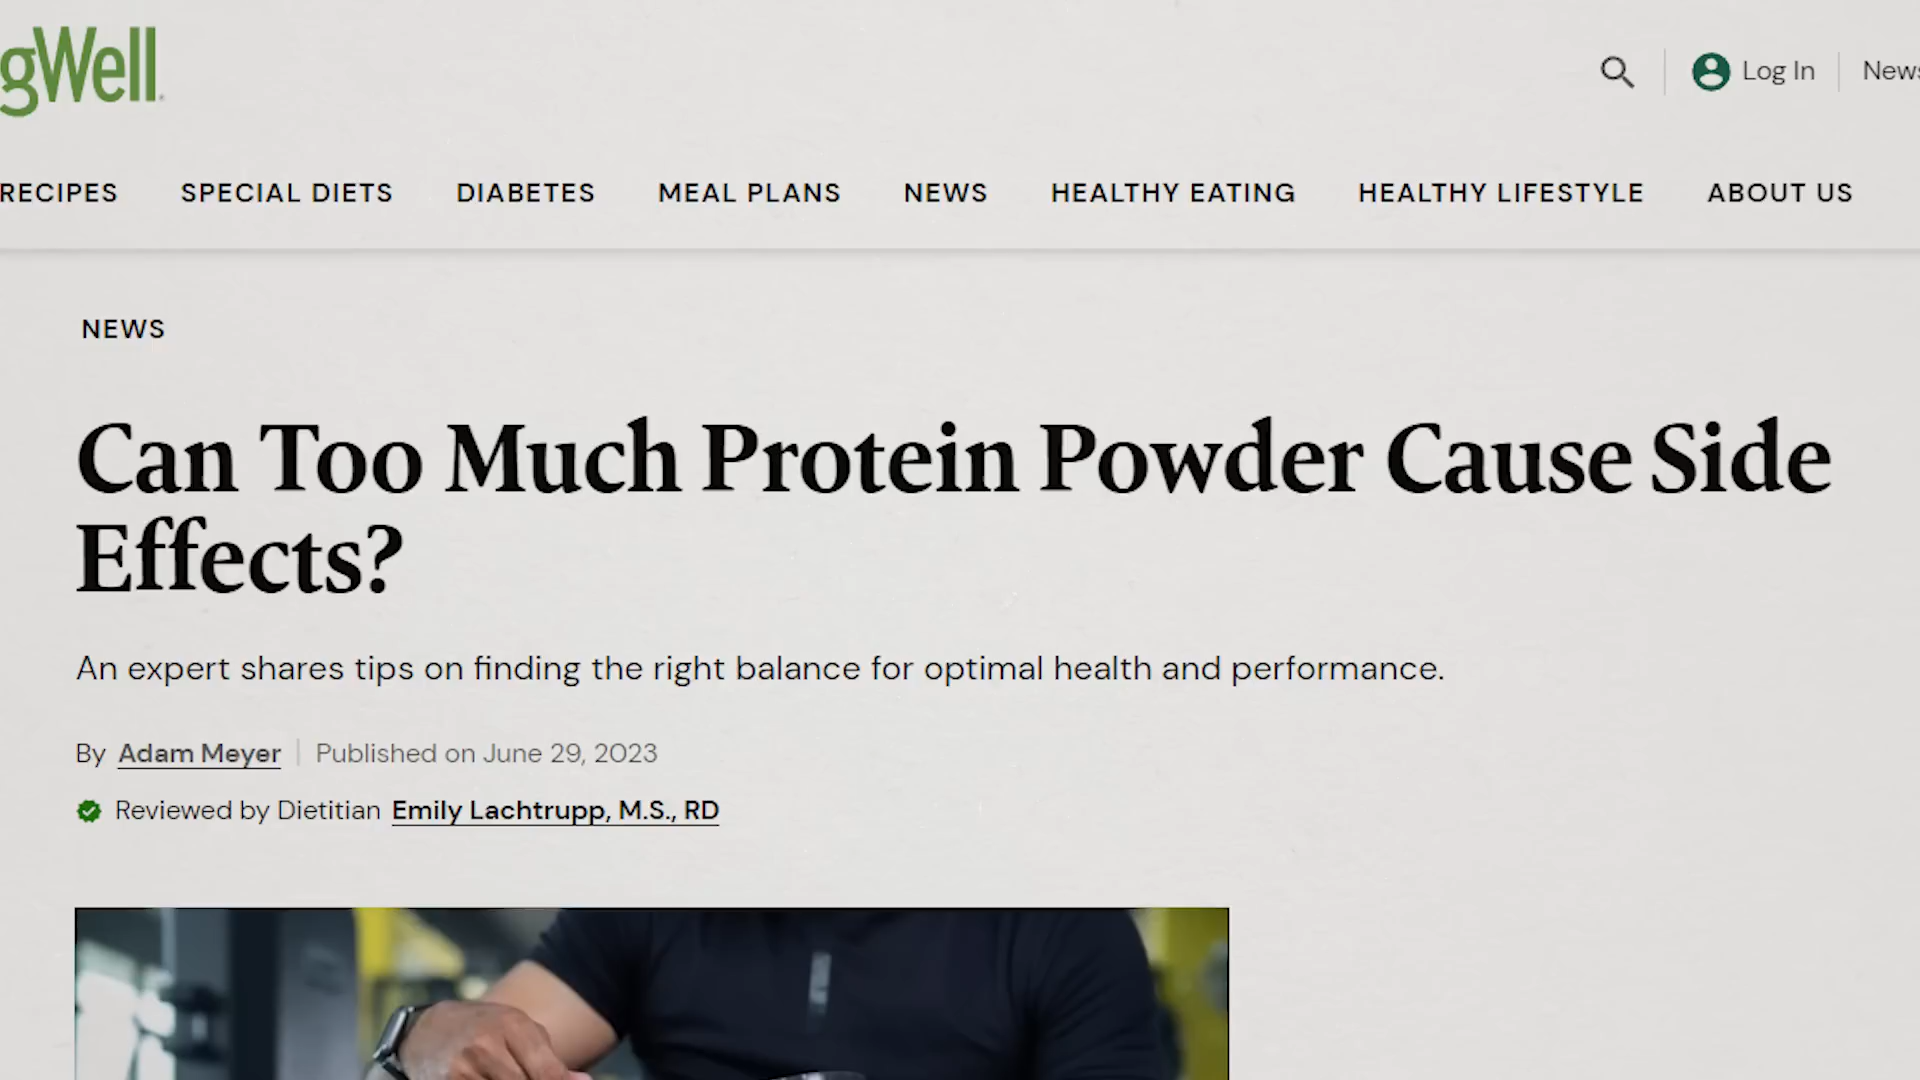 gWell
Log In
News
RECIPES SPECIAL DIETS DIABETES MEAL PLANS NEWS HEALTHY EATING HEALTHY LIFESTYLE ABOUT US
NEWS
Can Too Much Protein Powder Cause Side
Effects?
An expert shares tips on finding the right balance for optimal health and performance.
By Adam Meyer | Published on June 29, 2023
Reviewed by Dietitian Emily Lachtrupp, M.S., RD